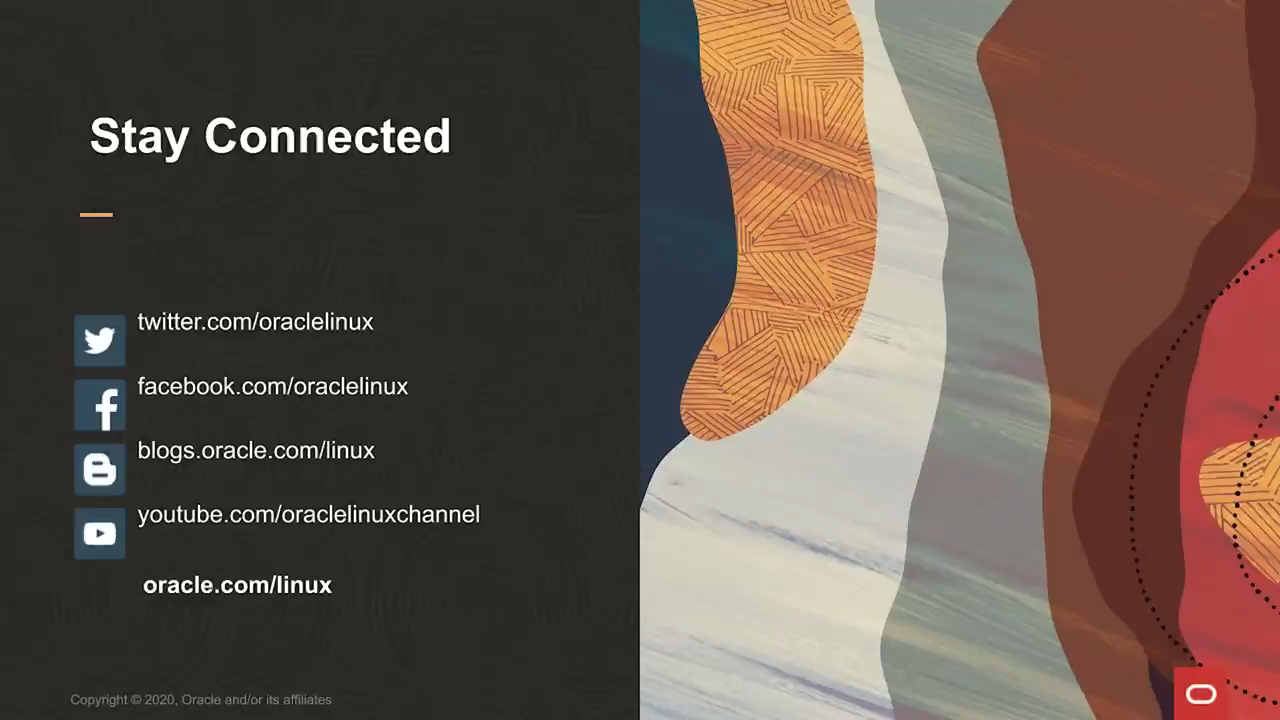 Stay Connected
twitter.com/oraclelinux
facebook.com/oraclelinux
blogs.oracle.com/linux
youtube.com/oraclelinuxchannel
oracle.com/linux
Copyright © 2020, Oracle and/or its affiliates